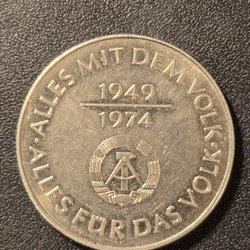 ·ALLES MIT DEM VOLK·
1949
1974
ALLES FÜR DAS VOLK